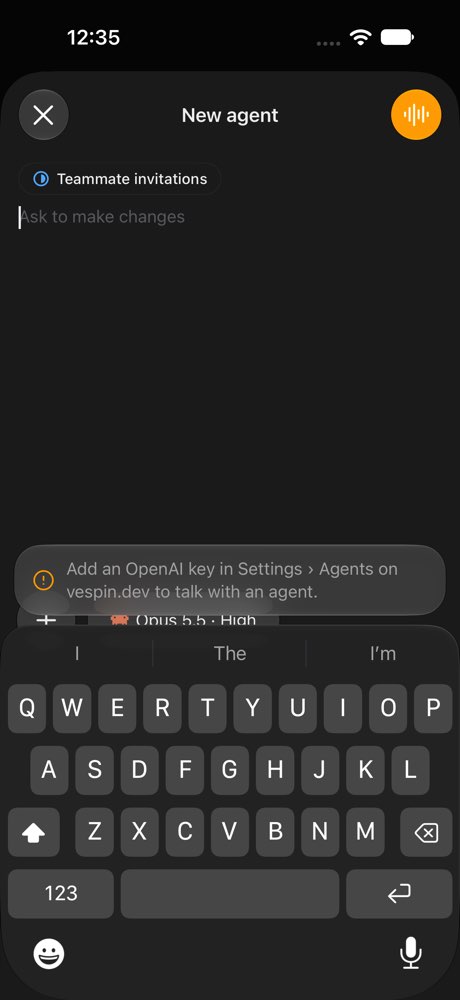 12:35
New agent
Teammate invitations
Ask to make changes
Add an OpenAI key in Settings › Agents on
vespin.dev to talk with an agent.
Opus 5.5 · High
I The I’m
Q W E R T Y U I O P
A S D F G H J K L
Z X C V B N M
123